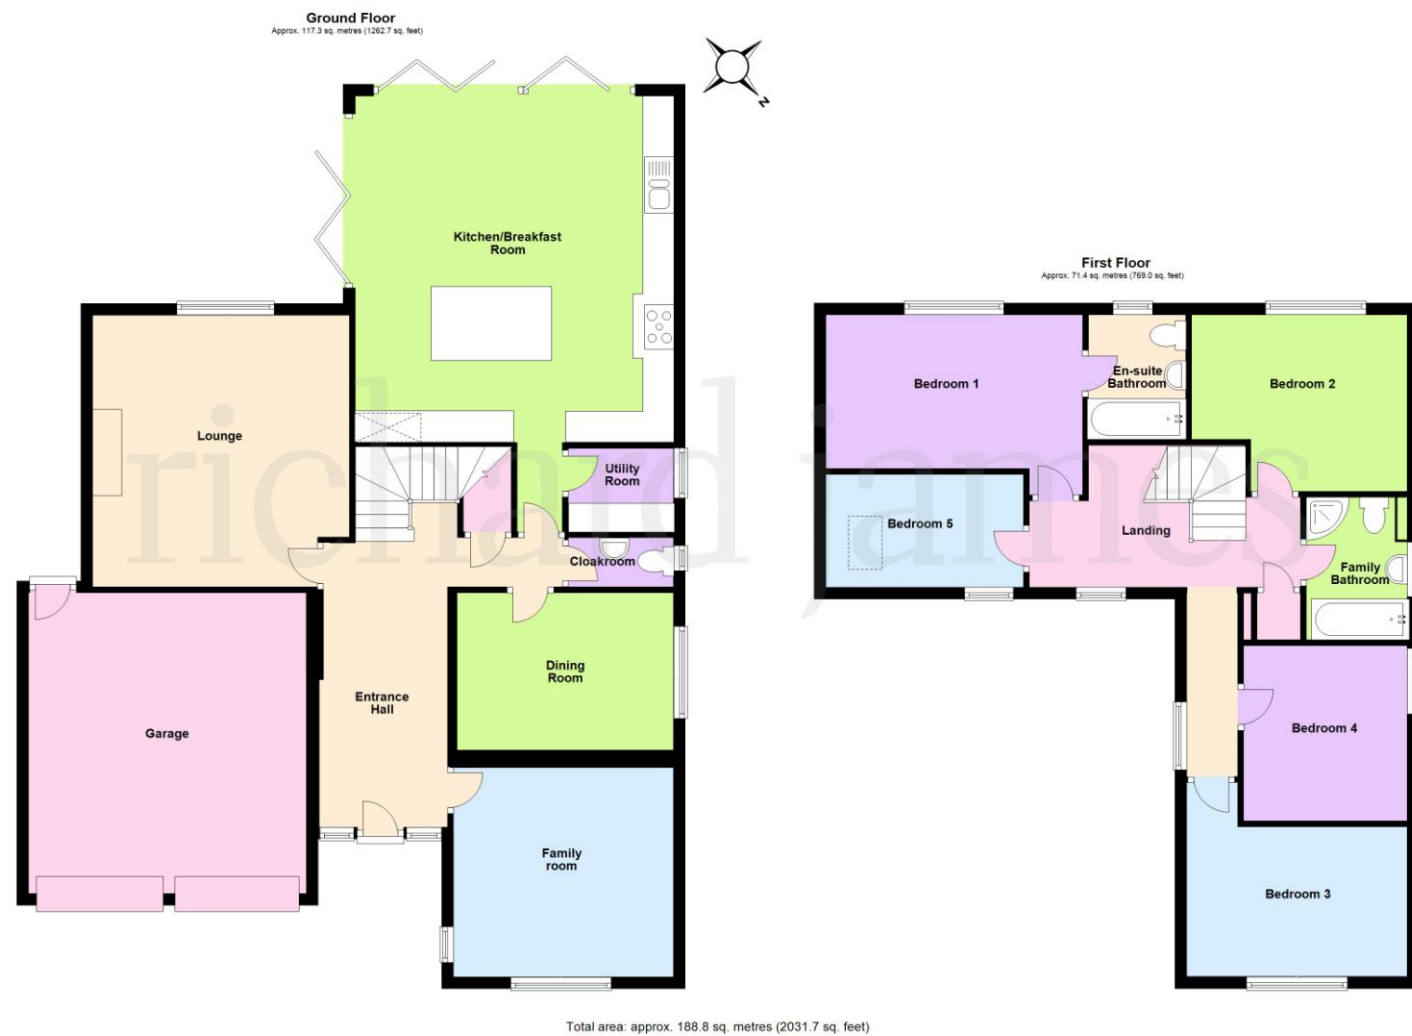 Ground Floor
Approx. 117.3 sq. metres (1262.7 sq. feet)
N
Kitchen/Breakfast
Room
Lounge
Utility
Room
Cloakroom
Dining
Room
Entrance
Hall
Garage
Family
room
First Floor
Approx. 71.4 sq. metres (769.0 sq. feet)
Bedroom 1
En-suite
Bathroom
Bedroom 2
Bedroom 5
Landing
Family
Bathroom
Bedroom 4
Bedroom 3
richard james
Total area: approx. 188.8 sq. metres (2031.7 sq. feet)